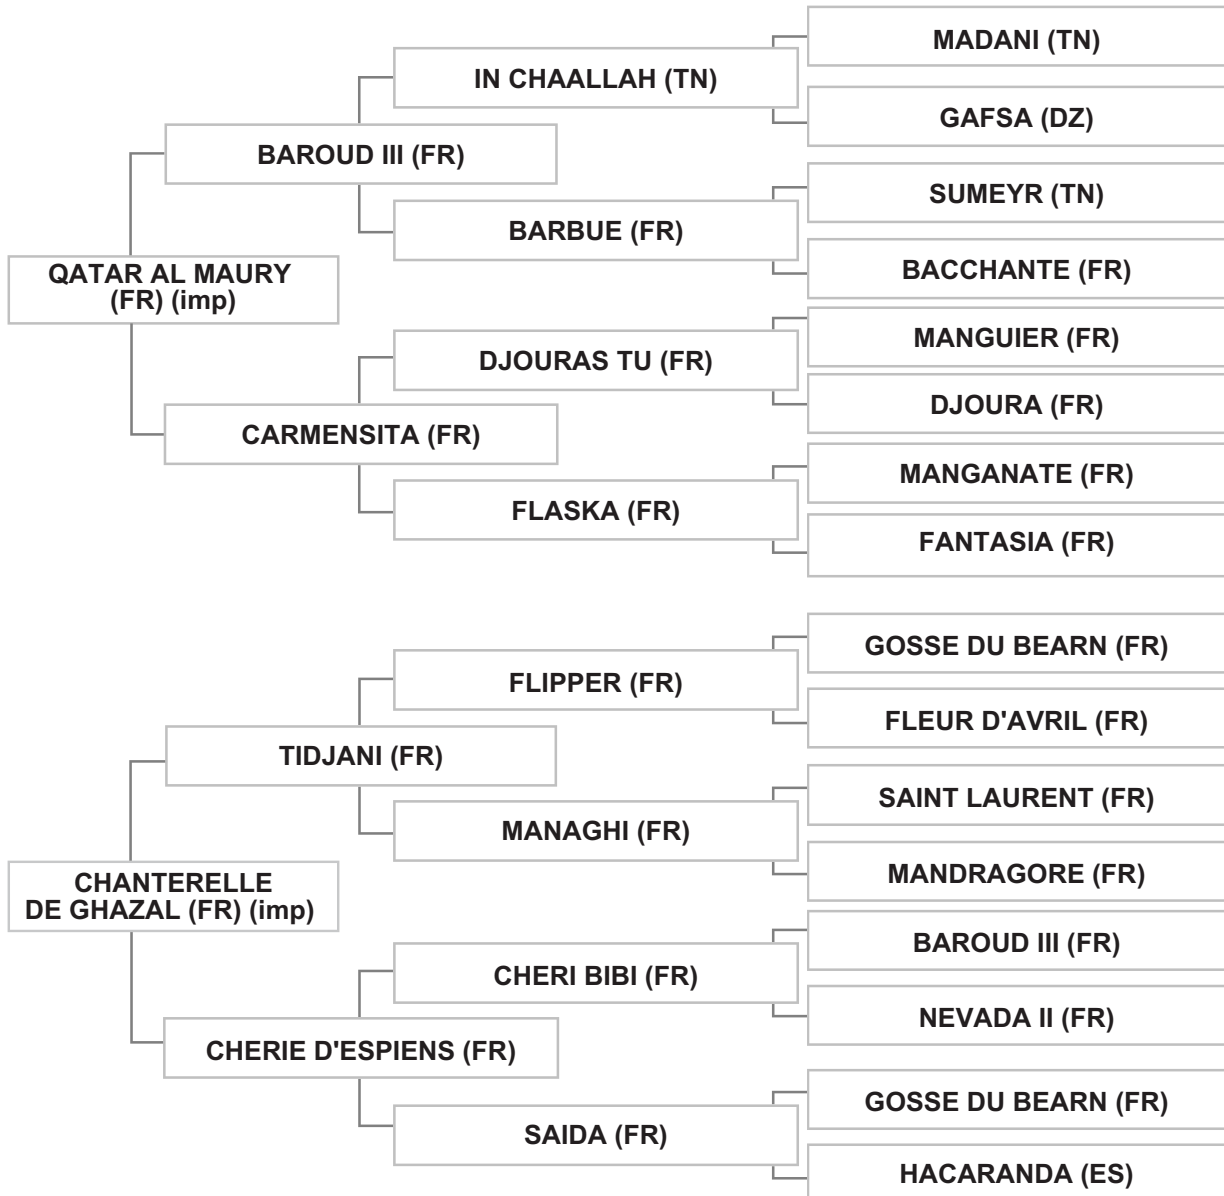 MADANI (TN)
IN CHAALLAH (TN)
GAFSA (DZ)
BAROUD III (FR)
SUMEYR (TN)
BARBUE (FR)
BACCHANTE (FR)
QATAR AL MAURY
(FR) (imp)
MANGUIER (FR)
DJOURAS TU (FR)
DJOURA (FR)
CARMENSITA (FR)
MANGANATE (FR)
FLASKA (FR)
FANTASIA (FR)
GOSSE DU BEARN (FR)
FLIPPER (FR)
FLEUR D'AVRIL (FR)
TIDJANI (FR)
SAINT LAURENT (FR)
MANAGHI (FR)
MANDRAGORE (FR)
CHANTERELLE
DE GHAZAL (FR) (imp)
BAROUD III (FR)
CHERI BIBI (FR)
NEVADA II (FR)
CHERIE D'ESPIENS (FR)
GOSSE DU BEARN (FR)
SAIDA (FR)
HACARANDA (ES)